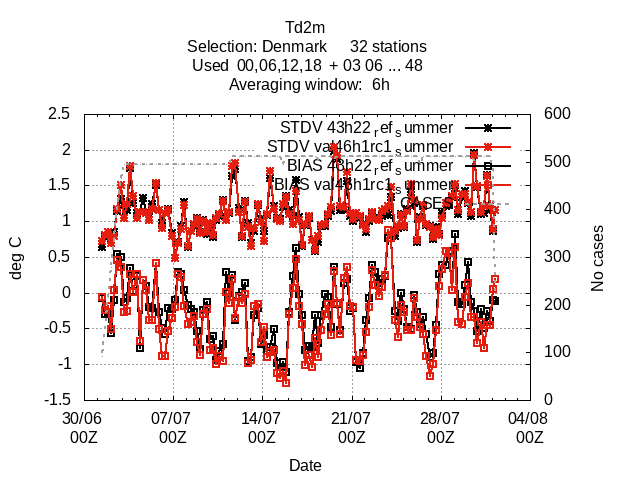 Td2m
Selection: Denmark 32 stations
Used 00,06,12,18 + 03 06 ... 48
Averaging window: 6h
2.5 600
STDV 43h22_ref_summer
2 500
STDV va46h1rc1_summer
BIAS 43h22_ref_summer
1.5 400
BIAS va46h1rc1_summer
CASES
1 300
0.5 200
0 100
-0.5 0
-1
-1.5
deg C
No cases
30/06 07/07 14/07 21/07 28/07 04/08
00Z 00Z 00Z 00Z 00Z 00Z
Date